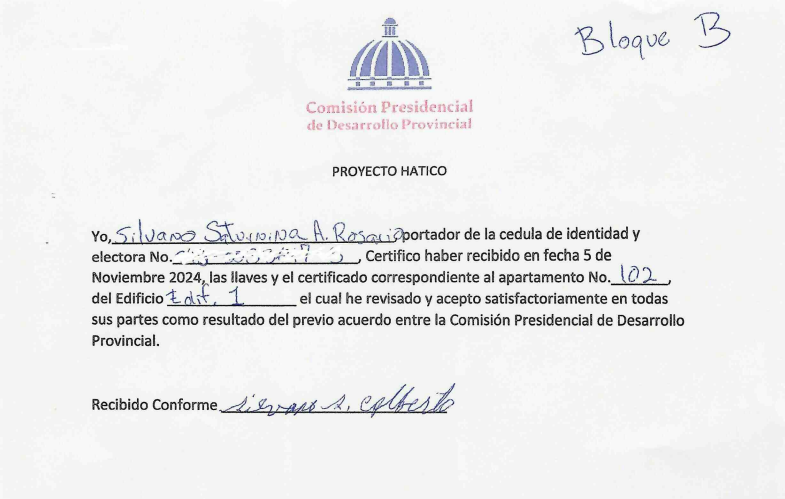 Bloque B
Comisión Presidencial
de Desarrollo Provincial
PROYECTO HATICO
Yo, Silvano A. Rosario portador de la cedula de identidad y
electora No. , Certifico haber recibido en fecha 5 de
Noviembre 2024, las llaves y el certificado correspondiente al apartamento No. 102,
del Edificio Edif. 1 el cual he revisado y acepto satisfactoriamente en todas
sus partes como resultado del previo acuerdo entre la Comisión Presidencial de Desarrollo
Provincial.
Recibido Conforme